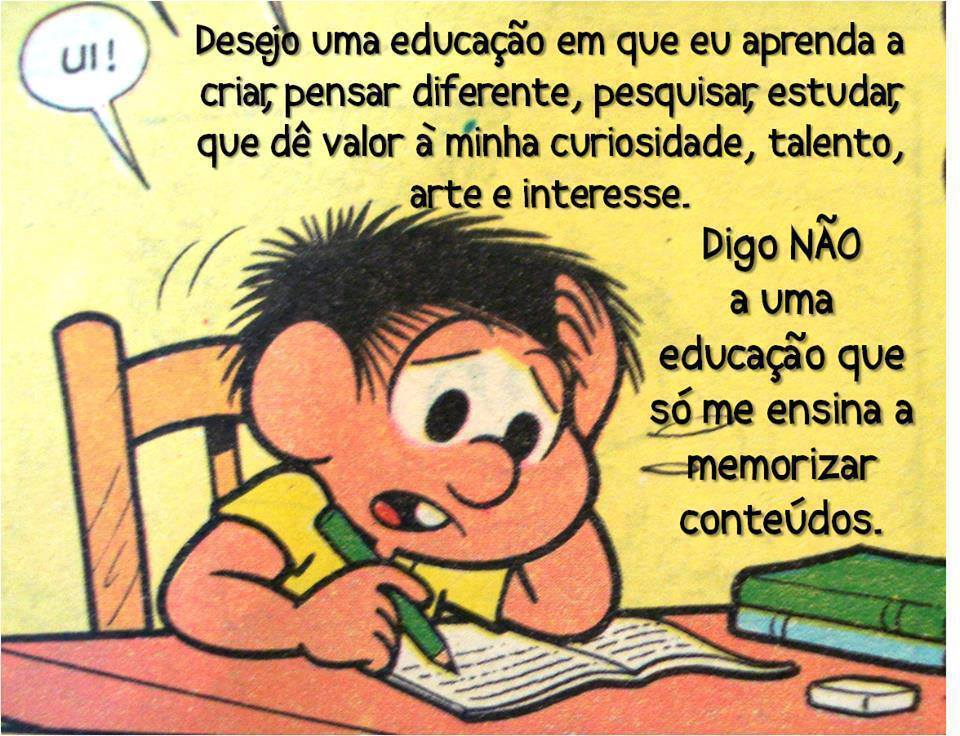 UI!
Desejo uma educação em que eu aprenda a
criar, pensar diferente, pesquisar, estudar,
que dê valor à minha curiosidade, talento,
arte e interesse.
Digo NÃO
a uma
educação que
só me ensina a
memorizar
conteúdos.